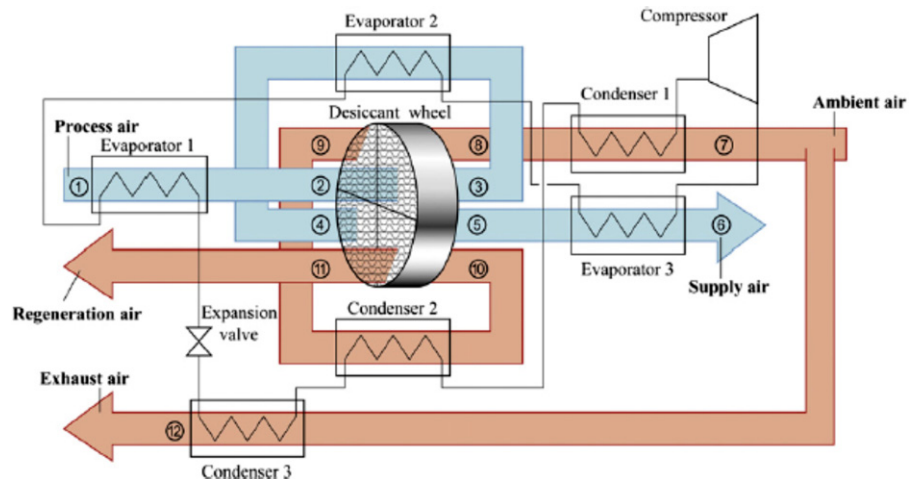 Compressor
Evaporator 2
Condenser 1
Desiccant wheel
Ambient air
Process air
Evaporator 1
⑨
⑧
⑦
①
②
③
④
⑤
⑥
Evaporator 3
⑪
⑩
Supply air
Regeneration air
Expansion
valve
Condenser 2
Exhaust air
⑫
Condenser 3